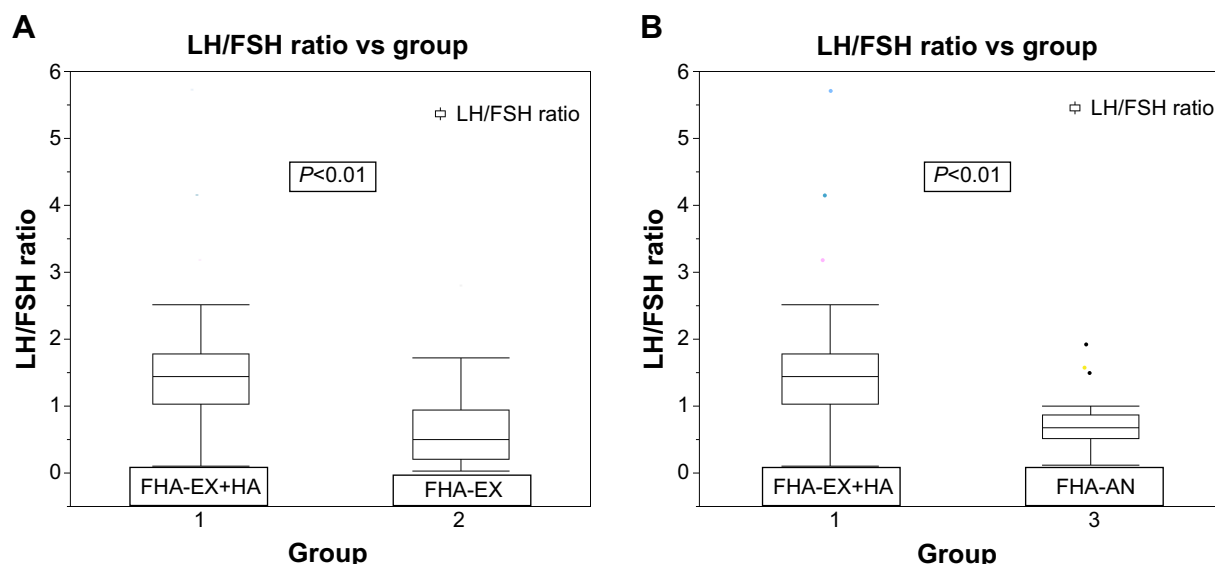 A
LH/FSH ratio vs group
LH/FSH ratio
6
5
4
3
2
1
0
LH/FSH ratio
P<0.01
FHA-EX+HA
FHA-EX
1
2
Group
B
LH/FSH ratio vs group
LH/FSH ratio
6
5
4
3
2
1
0
LH/FSH ratio
P<0.01
FHA-EX+HA
FHA-AN
1
3
Group